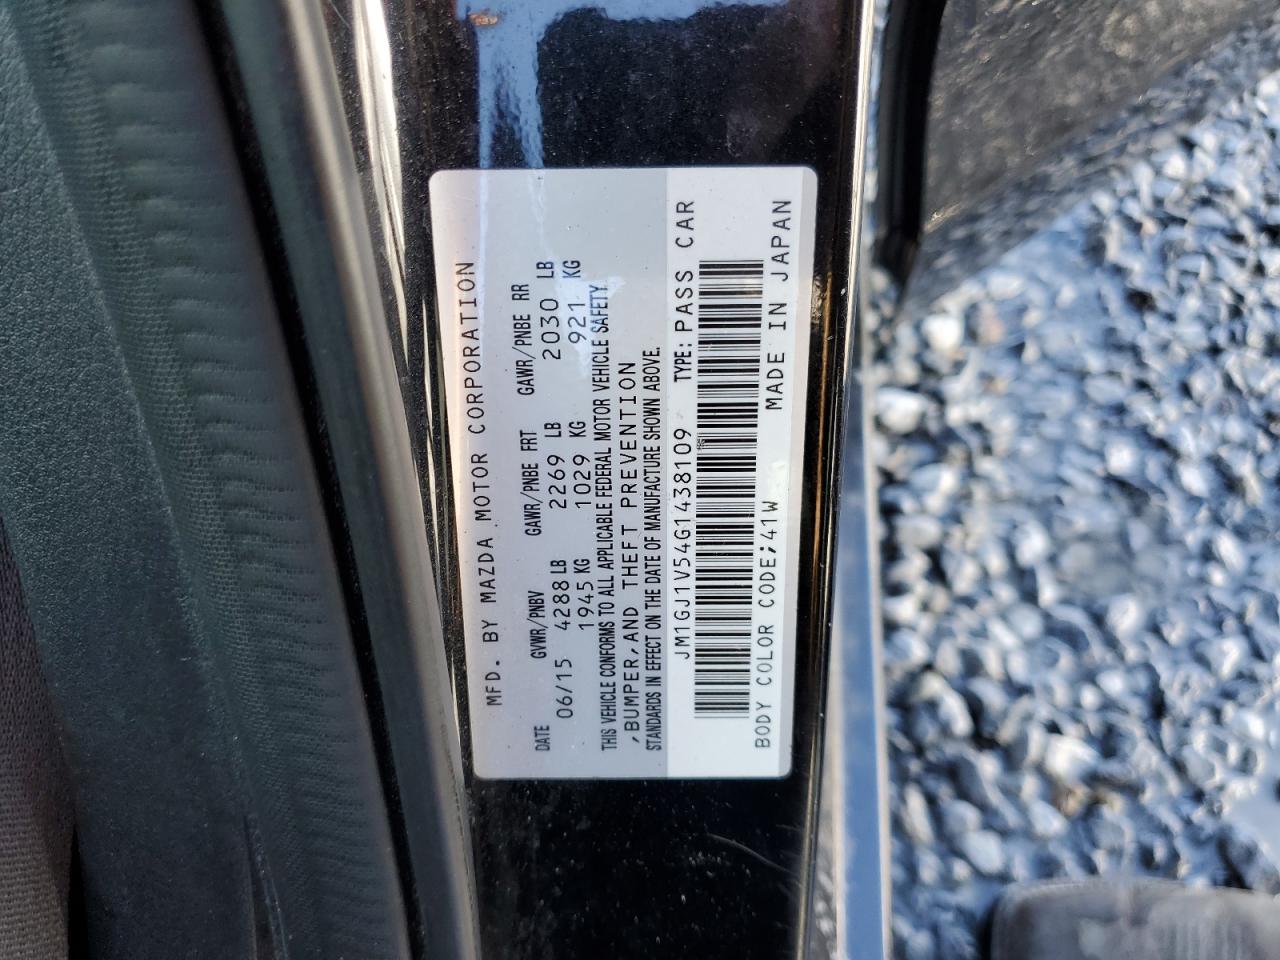 MFD. BY MAZDA MOTOR CORPORATION
DATE GVWR/PNBV GAWR/PNBE FRT GAWR/PNBE RR
06/15 4288 LB 2269 LB 2030 LB
1945 KG 1029 KG 921 KG
THIS VEHICLE CONFORMS TO ALL APPLICABLE FEDERAL MOTOR VEHICLE SAFETY
,BUMPER,AND THEFT PREVENTION
STANDARDS IN EFFECT ON THE DATE OF MANUFACTURE SHOWN ABOVE.
JM1GJ1V54G1438109 TYPE: PASS CAR
BODY COLOR CODE;41W MADE IN JAPAN